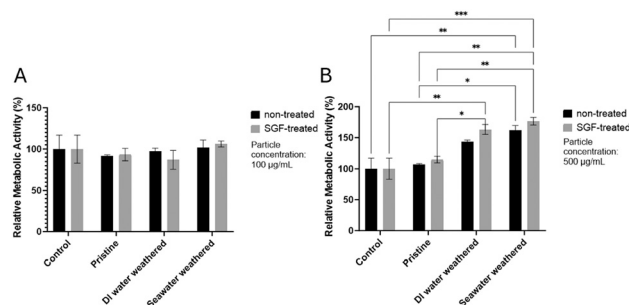 A
Relative Metabolic Activity (%)
150
100
50
0
Control
Pristine
DI water weathered
Seawater weathered
non-treated
SGF-treated
Particle
concentration:
100 µg/mL
B
***
**
**
**
*
**
*
Relative Metabolic Activity (%)
200
150
100
50
0
Control
Pristine
DI water weathered
Seawater weathered
non-treated
SGF-treated
Particle
concentration:
500 µg/mL